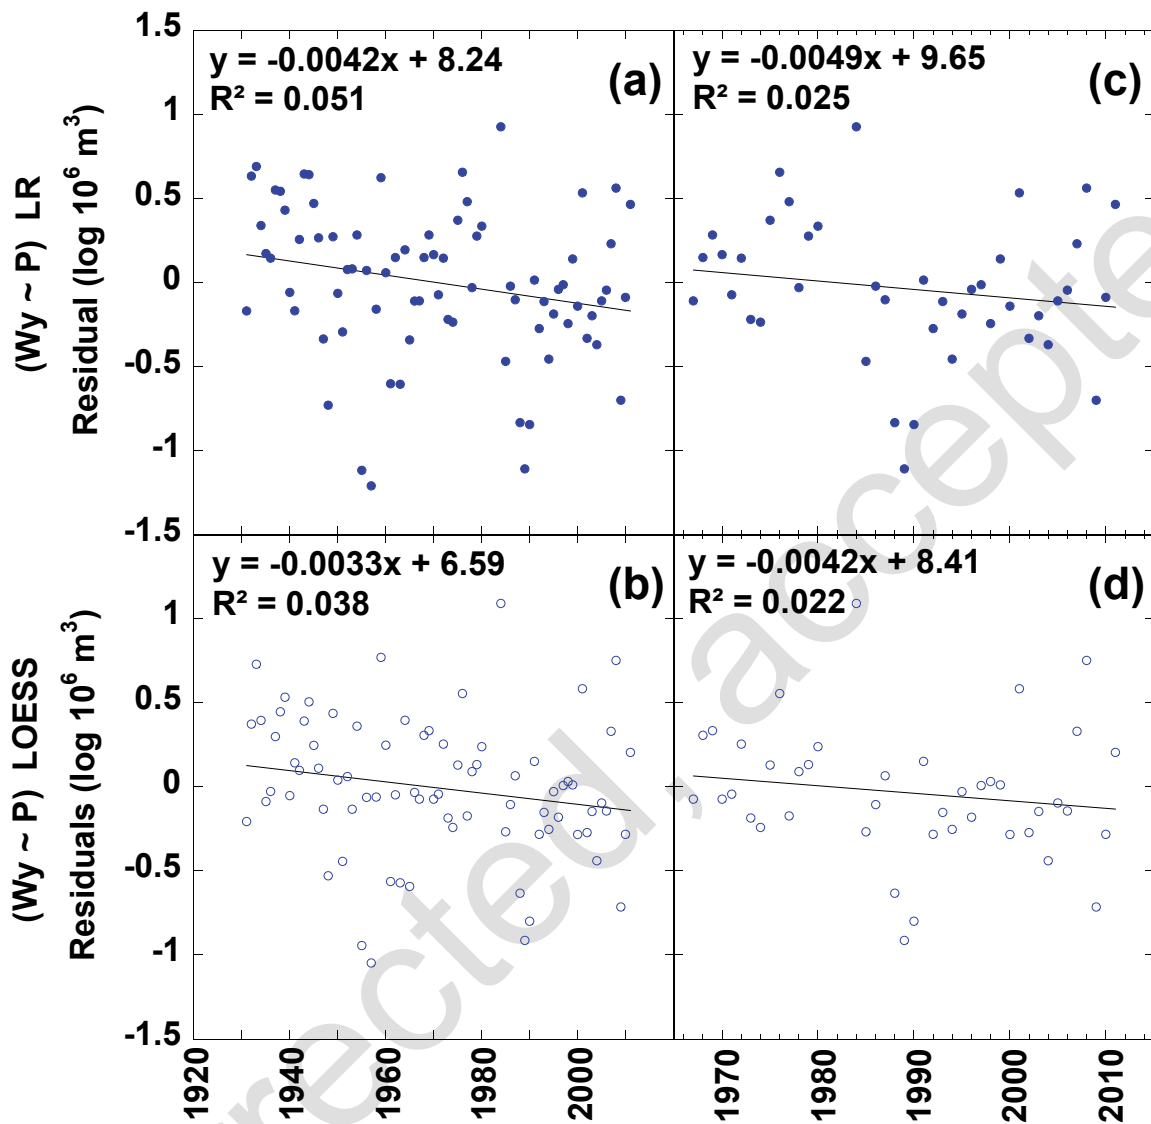 1.5
1
0.5
0
-0.5
-1
-1.5
(Wy ~ P)  LR
Residual (log 10⁶ m³)
y = -0.0042x + 8.24
R² = 0.051
(a)
y = -0.0049x + 9.65
R² = 0.025
(c)
1
0.5
0
-0.5
-1
-1.5
(Wy ~ P)  LOESS
Residuals (log 10⁶ m³)
y = -0.0033x + 6.59
R² = 0.038
(b)
y = -0.0042x + 8.41
R² = 0.022
(d)
1920
1940
1960
1980
2000
1970
1980
1990
2000
2010
rected, accepte